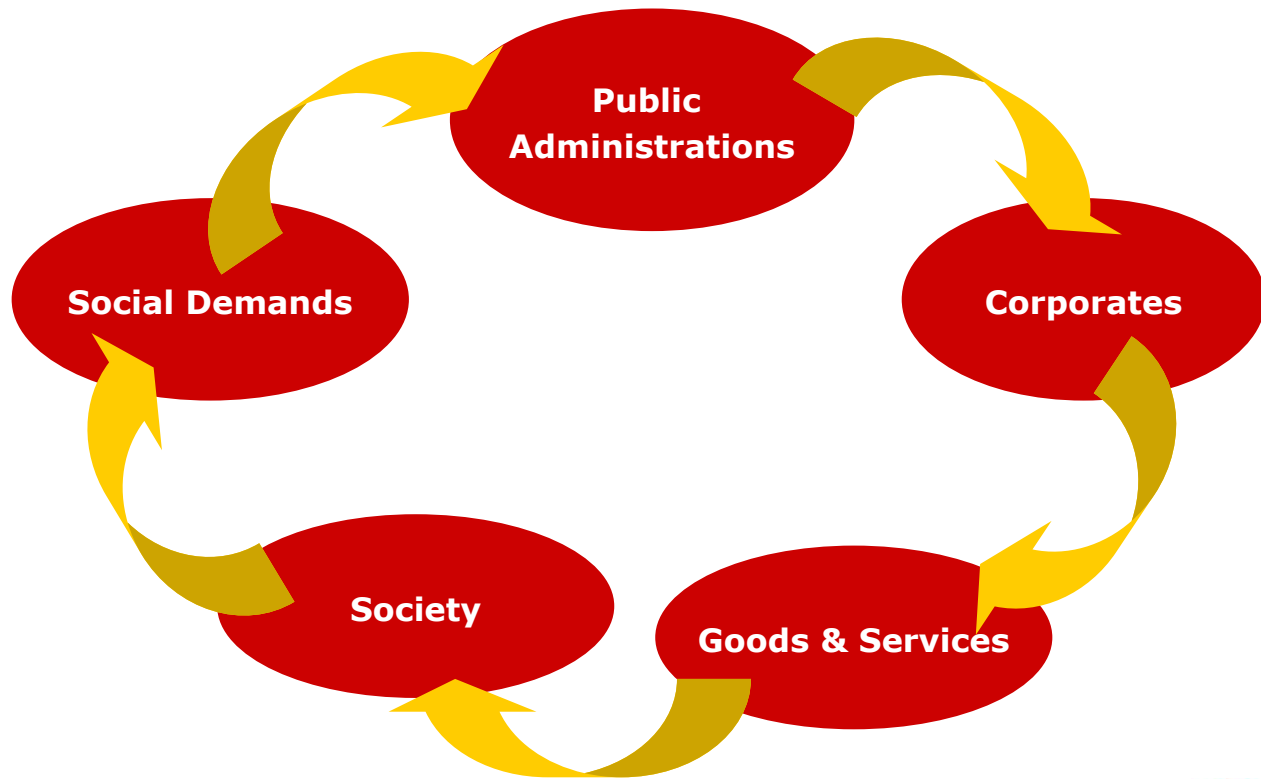 Public
Administrations
Social Demands
Corporates
Society
Goods & Services